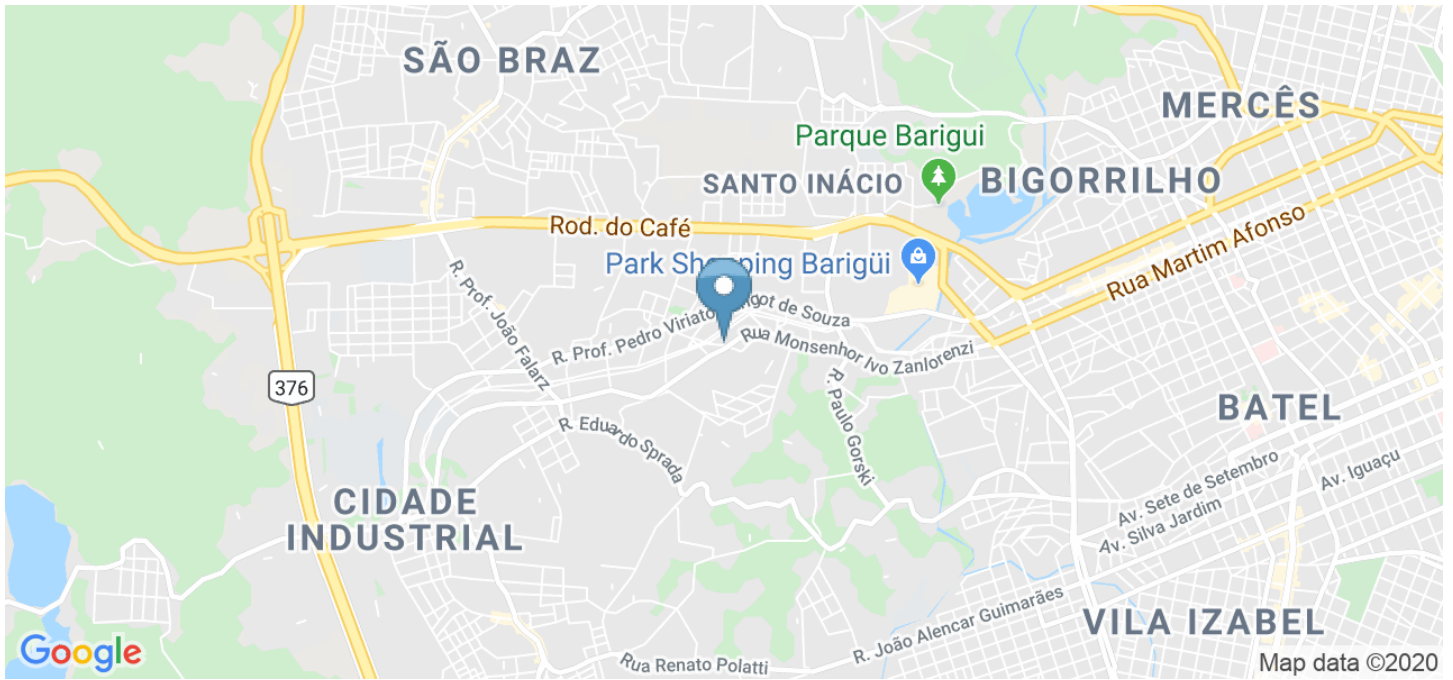 SÃO BRAZ
MERCÊS
Parque Barigui
SANTO INÁCIO
BIGORRILHO
Rod. do Café
Rua Martim Afonso
Park Shopping Barigüi
R. Prof. João Falarz
R. Prof. Pedro Viriato Parigot de Souza
Rua Monsenhor Ivo Zanlorenzi
R. Paulo Gorski
376
BATEL
R. Eduardo Sprada
Av. Sete de Setembro
Av. Iguaçu
Av. Silva Jardim
CIDADE
INDUSTRIAL
R. João Alencar Guimarães
VILA IZABEL
Rua Renato Polatti
Google
Map data ©2020